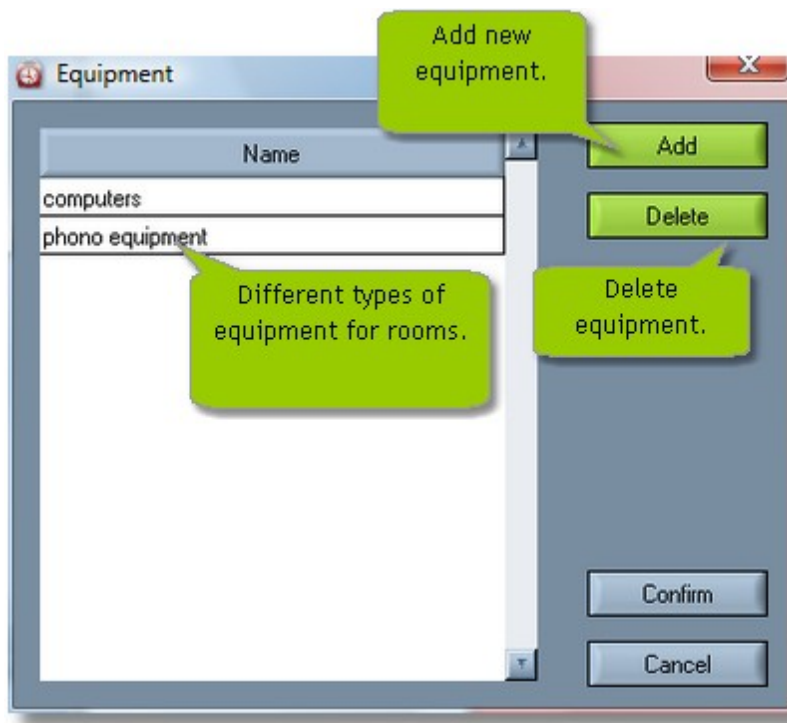 Equipment
Add new
equipment.
Name
Add
computers
Delete
phono equipment
Different types of
equipment for rooms.
Delete
equipment.
Confirm
Cancel